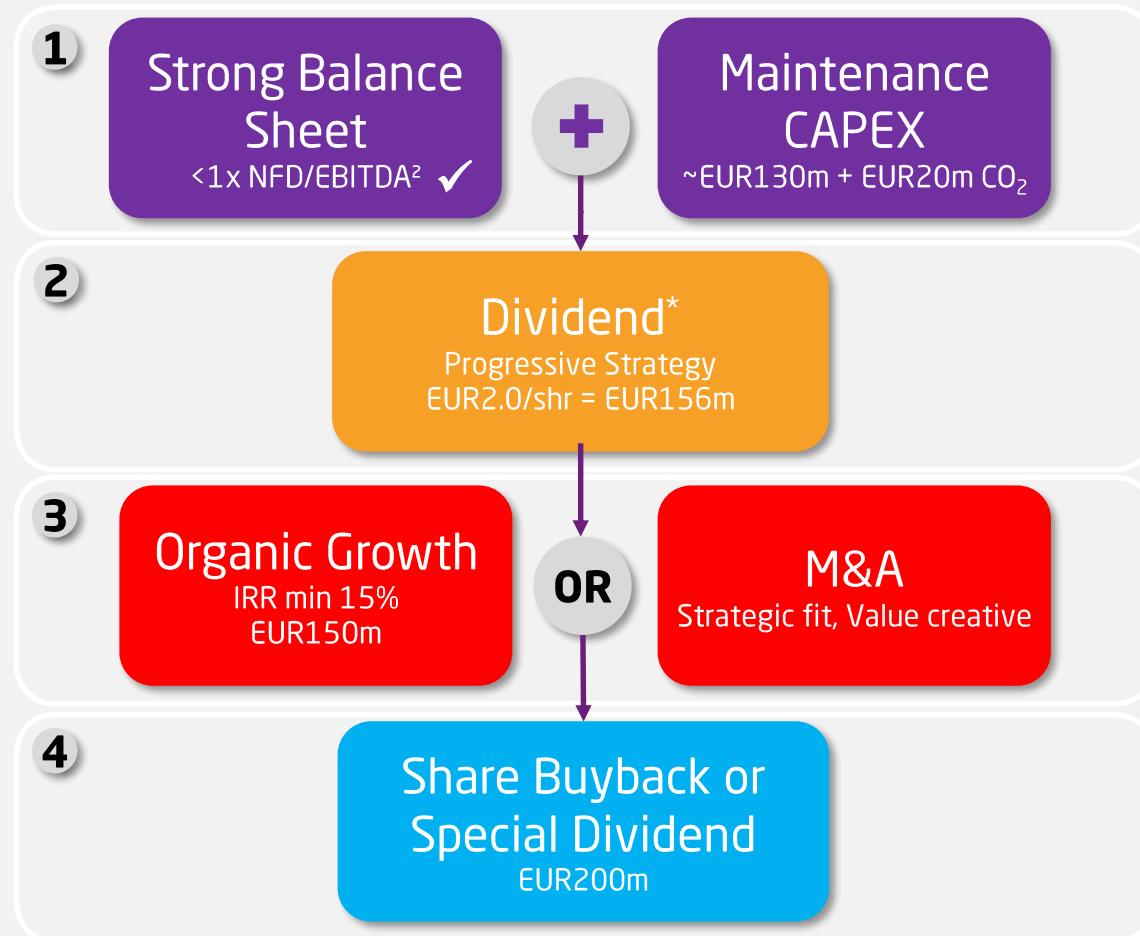 1
Strong Balance
Sheet
<1x NFD/EBITDA² ✓
+
Maintenance
CAPEX
~EUR130m + EUR20m CO₂
2
Dividend*
Progressive Strategy
EUR2.0/shr = EUR156m
3
Organic Growth
IRR min 15%
EUR150m
OR
M&A
Strategic fit, Value creative
4
Share Buyback or
Special Dividend
EUR200m